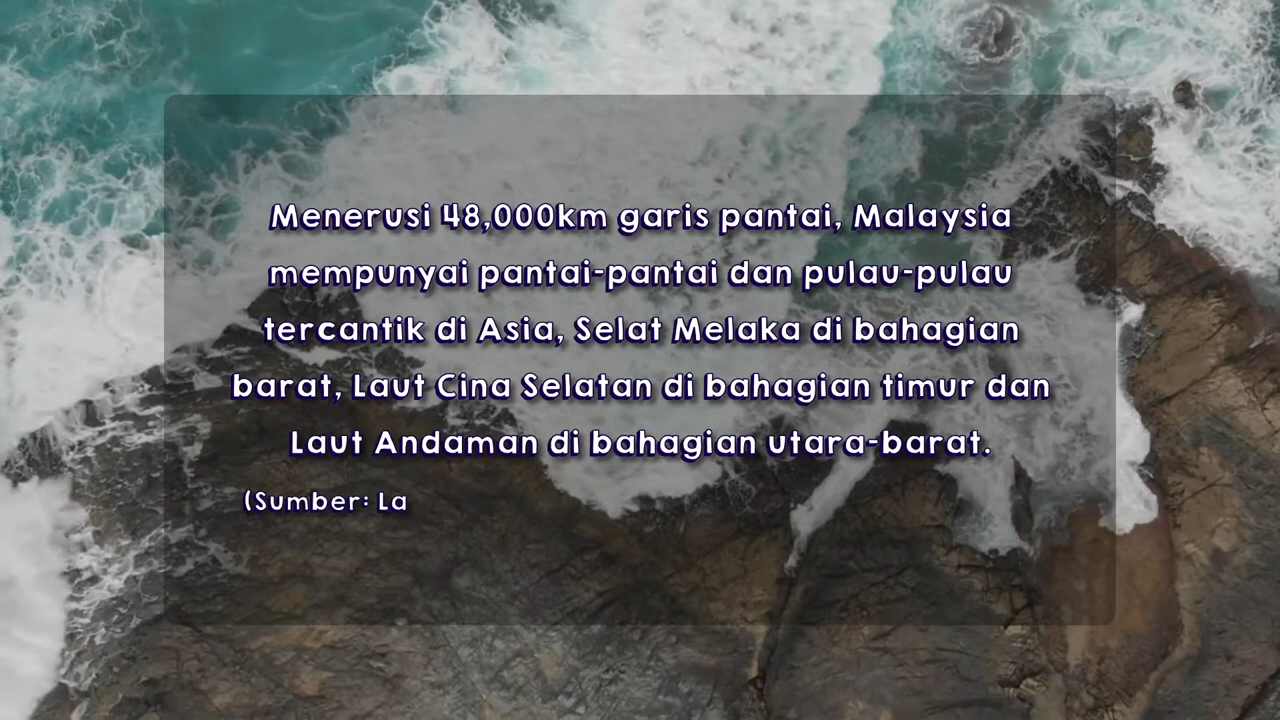 Menerusi 48,000km garis pantai, Malaysia
mempunyai pantai-pantai dan pulau-pulau
tercantik di Asia, Selat Melaka di bahagian
barat, Laut Cina Selatan di bahagian timur dan
Laut Andaman di bahagian utara-barat.
(Sumber: La